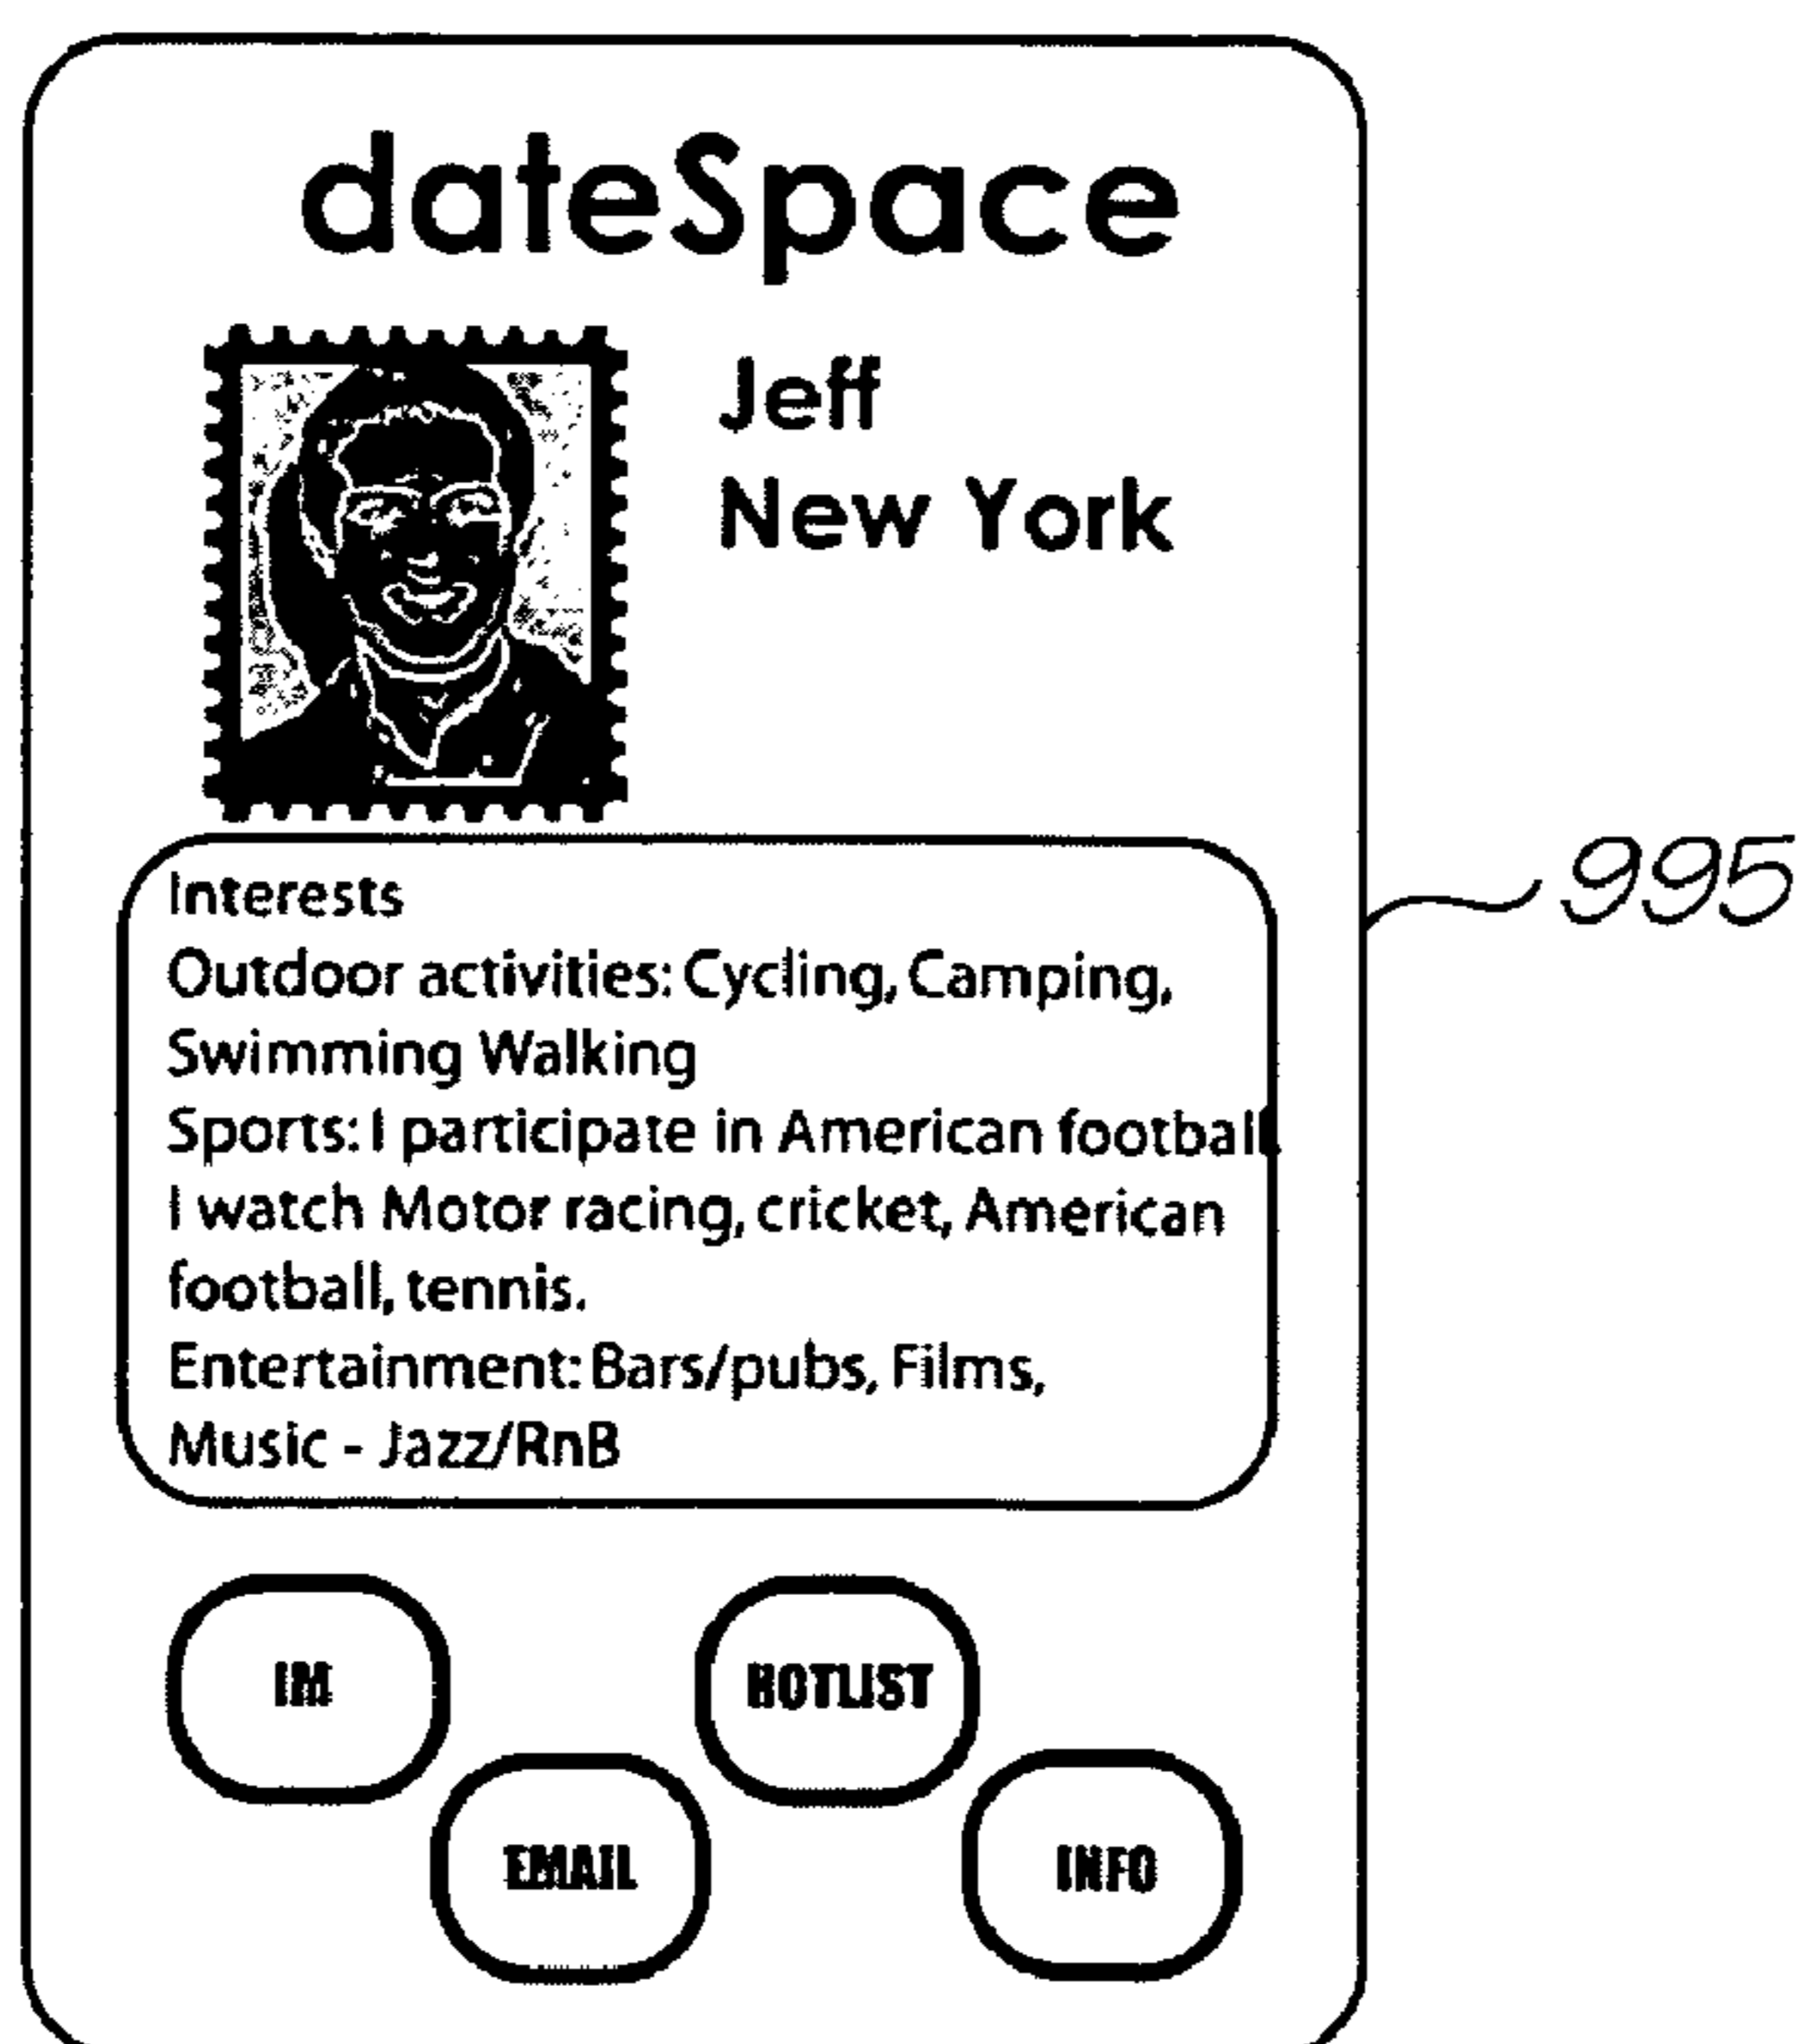 dateSpace
Jeff
New York
995
Interests
Outdoor activities: Cycling, Camping,
Swimming Walking
Sports: I participate in American football.
I watch Motor racing, cricket, American
football, tennis.
Entertainment: Bars/pubs, Films,
Music - Jazz/RnB
IM
HOTLIST
EMAIL
INFO